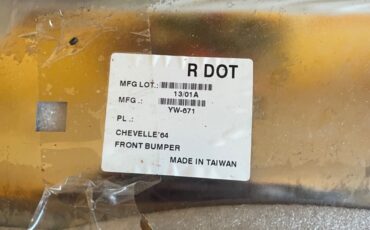 R DOT
MFG LOT.:
13/01A
MFG .:
YW-671
PL .:
CHEVELLE'64
FRONT BUMPER
MADE IN TAIWAN